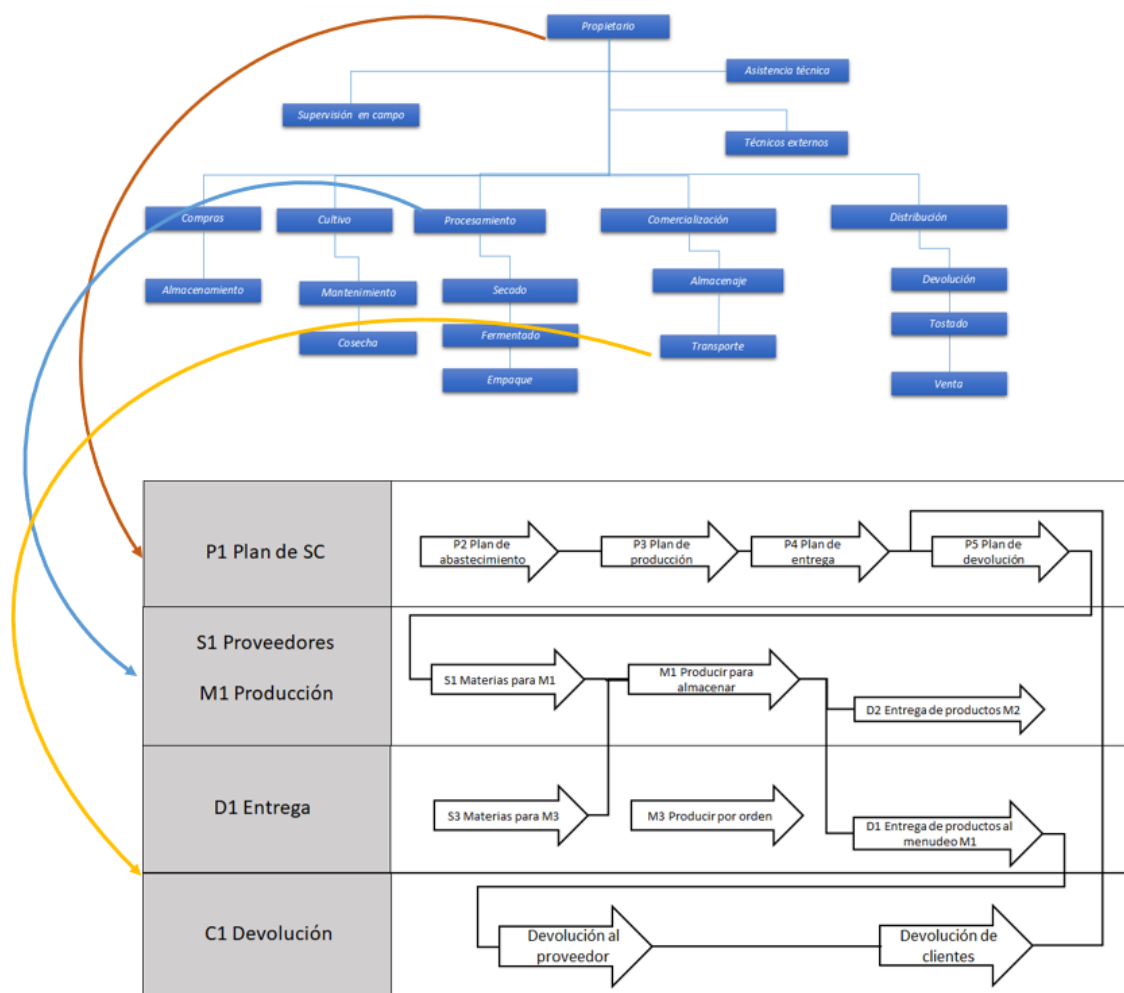 Propietario
Asistencia técnica
Supervisión en campo
Técnicos externos
Compras
Cultivo
Procesamiento
Comercialización
Distribución
Almacenamiento
Mantenimiento
Secado
Almacenaje
Devolución
Cosecha
Fermentado
Transporte
Tostado
Empaque
Venta
P1 Plan de SC
P2 Plan de
abastecimiento
P3 Plan de
producción
P4 Plan de
entrega
P5 Plan de
devolución
S1 Proveedores
M1 Producción
S1 Materias para M1
M1 Producir para
almacenar
D2 Entrega de productos M2
D1 Entrega
S3 Materias para M3
M3 Producir por orden
D1 Entrega de productos al
menudeo M1
C1 Devolución
Devolución al
proveedor
Devolución de
clientes